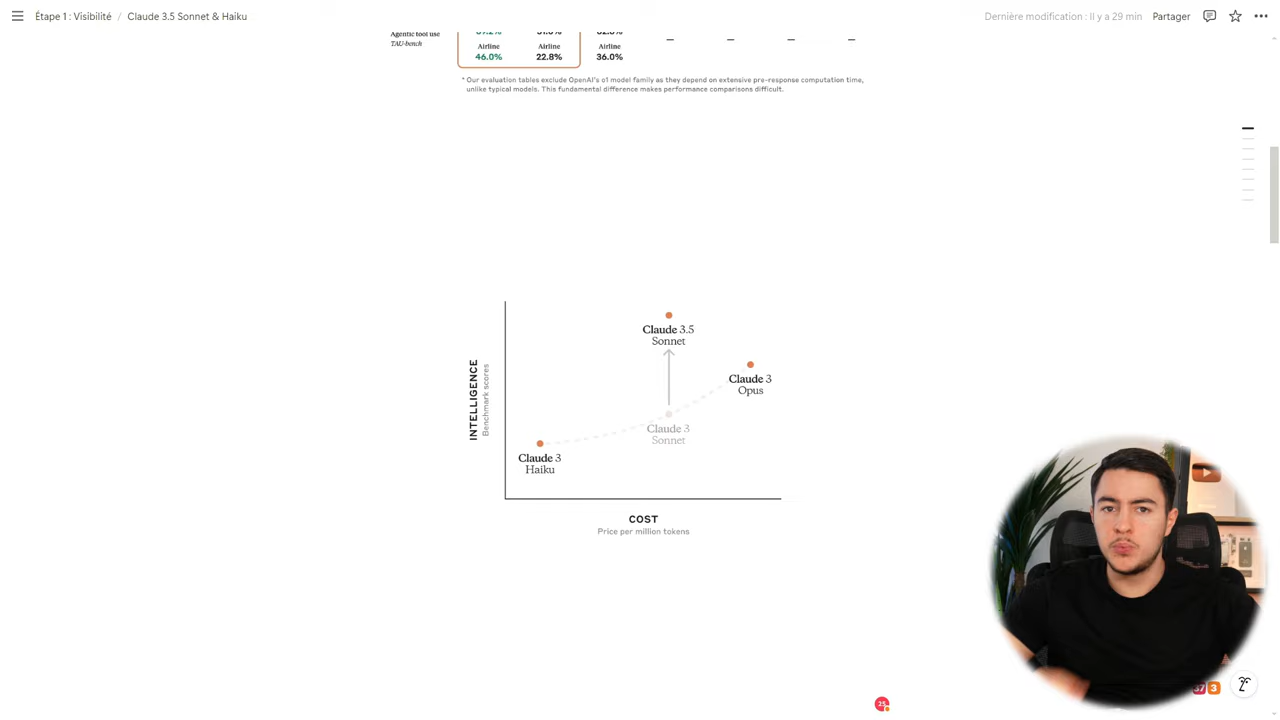 Étape 1 : Visibilité / Claude 3.5 Sonnet & Haiku
Dernière modification : Il y a 29 min Partager
Agentic tool use
TAU-bench
Airline Airline
46.0% 22.8% 36.0%
* Our evaluation tables exclude OpenAI's o1 model family as they depend on extensive pre-response computation time,
unlike typical models. This fundamental difference makes performance comparisons difficult.
INTELLIGENCE
Benchmark scores
Claude 3.5
Sonnet
Claude 3
Opus
Claude 3
Sonnet
Claude 3
Haiku
COST
Price per million tokens
37 3